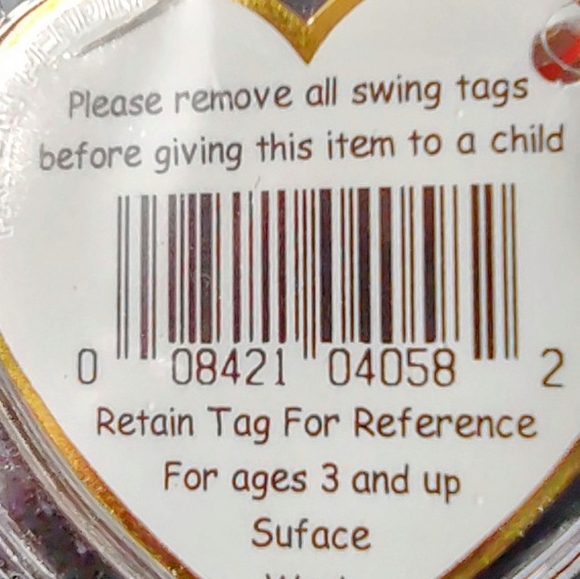 Please remove all swing tags
before giving this item to a child
0 08421 04058 2
Retain Tag For Reference
For ages 3 and up
Suface